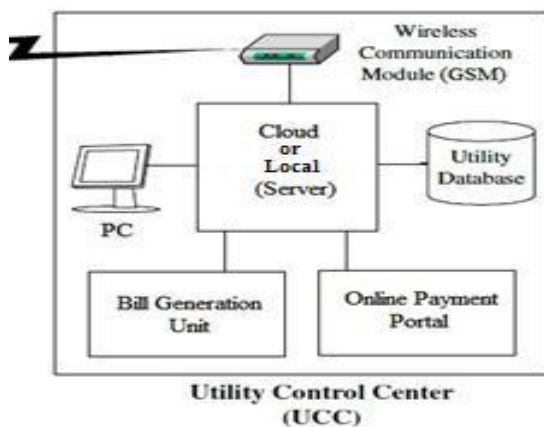 Wireless
Communication
Module (GSM)
Cloud
or
Local
(Server)
Utility
Database
PC
Bill Generation
Unit
Online Payment
Portal
Utility Control Center
(UCC)